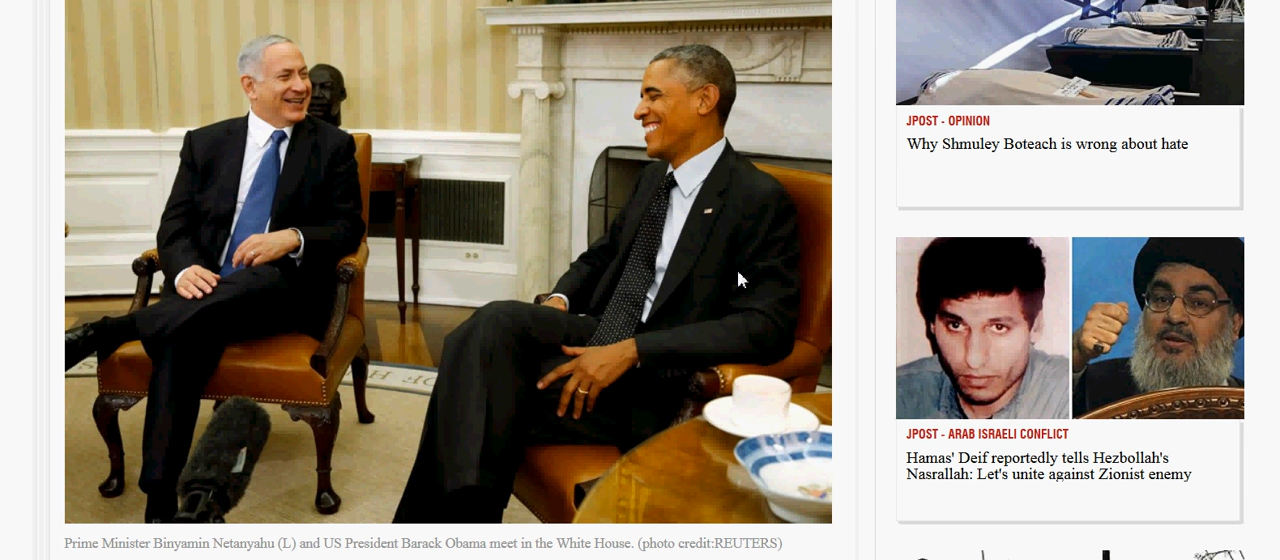 Prime Minister Binyamin Netanyahu (L) and US President Barack Obama meet in the White House. (photo credit:REUTERS)
JPOST - OPINION
Why Shmuley Boteach is wrong about hate
JPOST - ARAB ISRAELI CONFLICT
Hamas' Deif reportedly tells Hezbollah's
Nasrallah: Let's unite against Zionist enemy